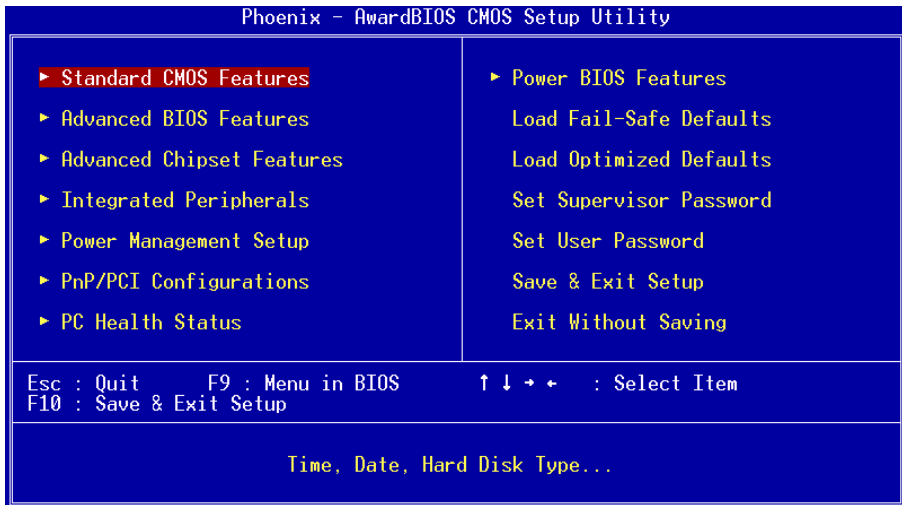 Phoenix - AwardBIOS CMOS Setup Utility
► Standard CMOS Features
► Advanced BIOS Features
► Advanced Chipset Features
► Integrated Peripherals
► Power Management Setup
► PnP/PCI Configurations
► PC Health Status
► Power BIOS Features
Load Fail-Safe Defaults
Load Optimized Defaults
Set Supervisor Password
Set User Password
Save & Exit Setup
Exit Without Saving
Esc : Quit F9 : Menu in BIOS ↑ ↓ → ← : Select Item
F10 : Save & Exit Setup
Time, Date, Hard Disk Type...